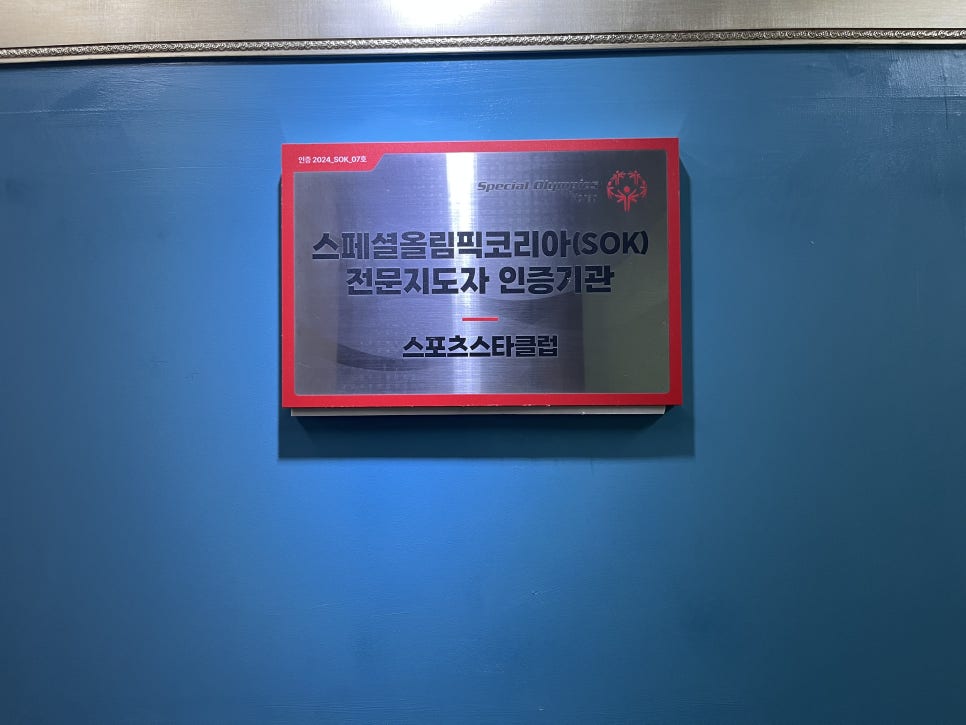 인증 2024_SOK_07호
Special Olympics
Korea
스페셜올림픽코리아(SOK)
전문지도자 인증기관
스포츠스타클럽